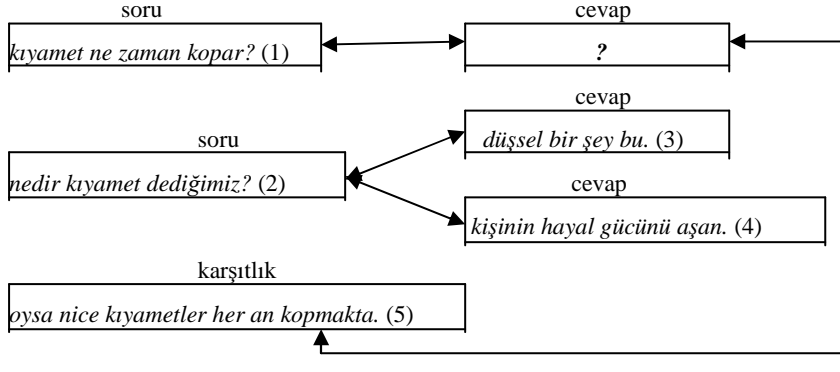 soru cevap
kıyamet ne zaman kopar? (1) ?
cevap
soru düşsel bir şey bu. (3)
nedir kıyamet dediğimiz? (2) cevap
kişinin hayal gücünü aşan. (4)
karşıtlık
oysa nice kıyametler her an kopmakta. (5)